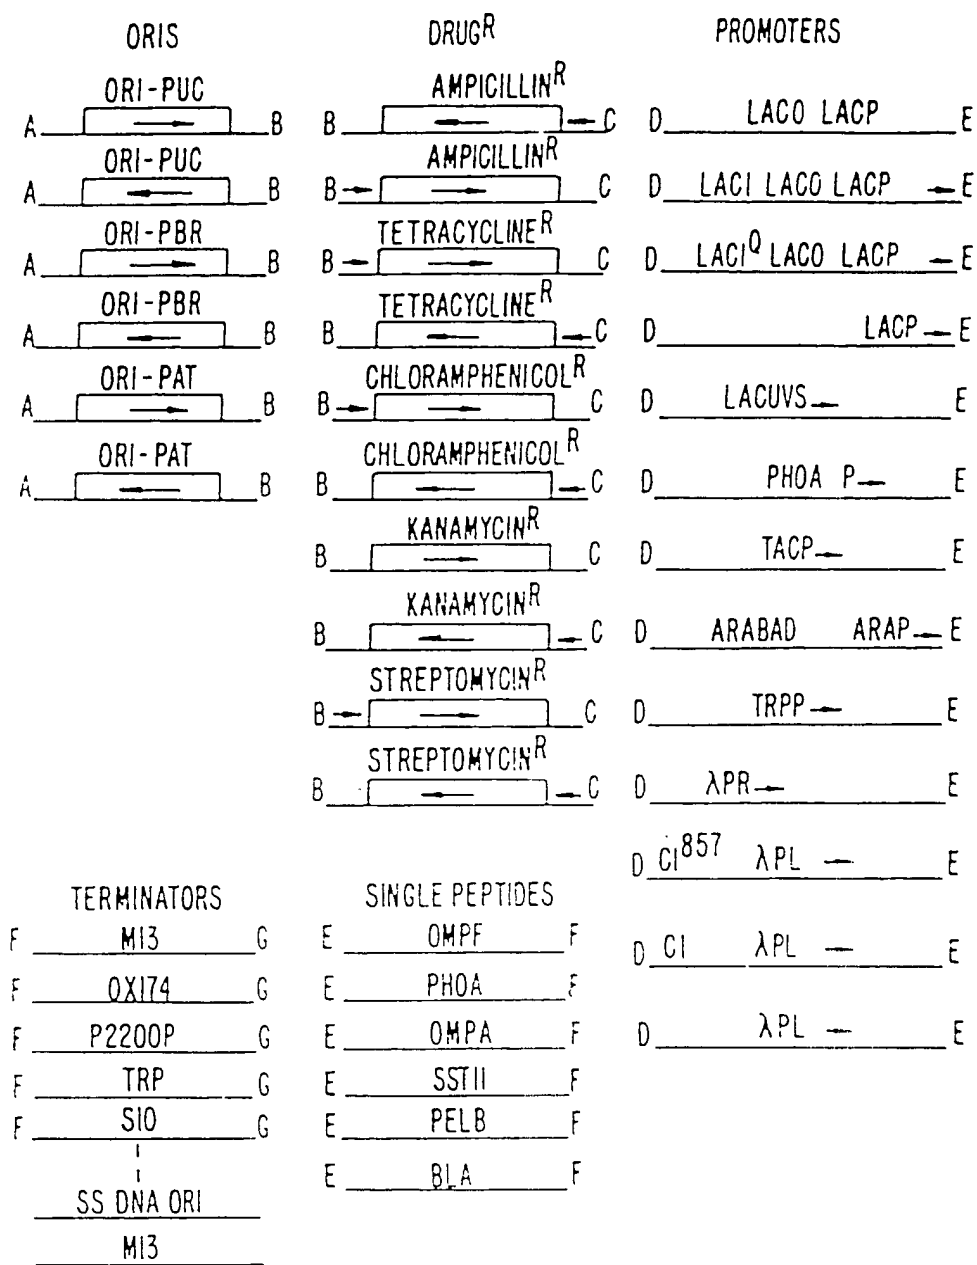 ORIS
ORI-PUC
A B
ORI-PUC
A B
ORI-PBR
A B
ORI-PBR
A B
ORI-PAT
A B
ORI-PAT
A B
DRUGR
AMPICILLINR
B C
AMPICILLINR
B C
TETRACYCLINER
B C
TETRACYCLINER
B C
CHLORAMPHENICOLR
B C
CHLORAMPHENICOLR
B C
KANAMYCINR
B C
KANAMYCINR
B C
STREPTOMYCINR
B C
STREPTOMYCINR
B C
PROMOTERS
D LACO LACP E
D LACI LACO LACP E
D LACIQ LACO LACP E
D LACP E
D LACUVS E
D PHOA P E
D TACP E
D ARABAD ARAP E
D TRPP E
D λPR E
D CI857 λPL E
D CI λPL E
D λPL E
TERMINATORS
F M13 G
F OX174 G
F P2200P G
F TRP G
F S10 G
SS DNA ORI
M13
SINGLE PEPTIDES
E OMPF F
E PHOA F
E OMPA F
E SSTII F
E PELB F
E BLA F